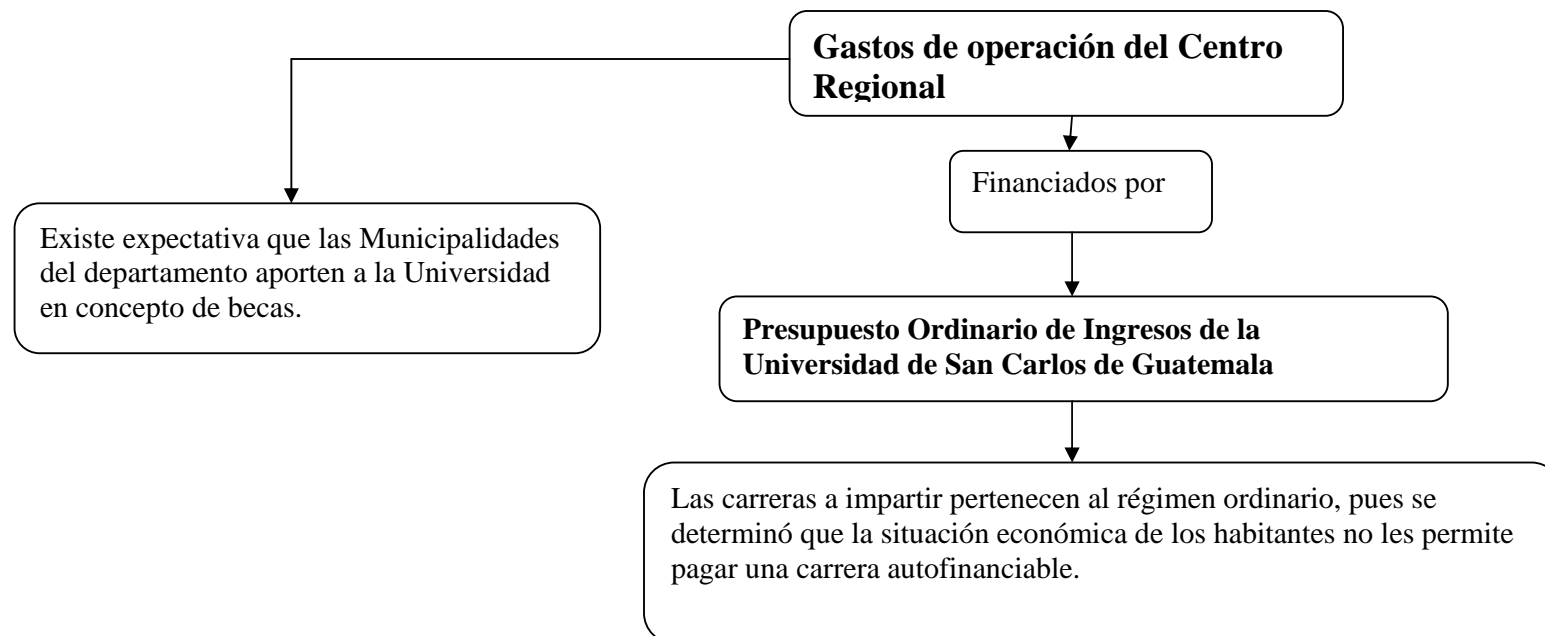 Gastos de operación del Centro
Regional
Financiados por
Existe expectativa que las Municipalidades
del departamento aporten a la Universidad
en concepto de becas.
Presupuesto Ordinario de Ingresos de la
Universidad de San Carlos de Guatemala
Las carreras a impartir pertenecen al régimen ordinario, pues se
determinó que la situación económica de los habitantes no les permite
pagar una carrera autofinanciable.